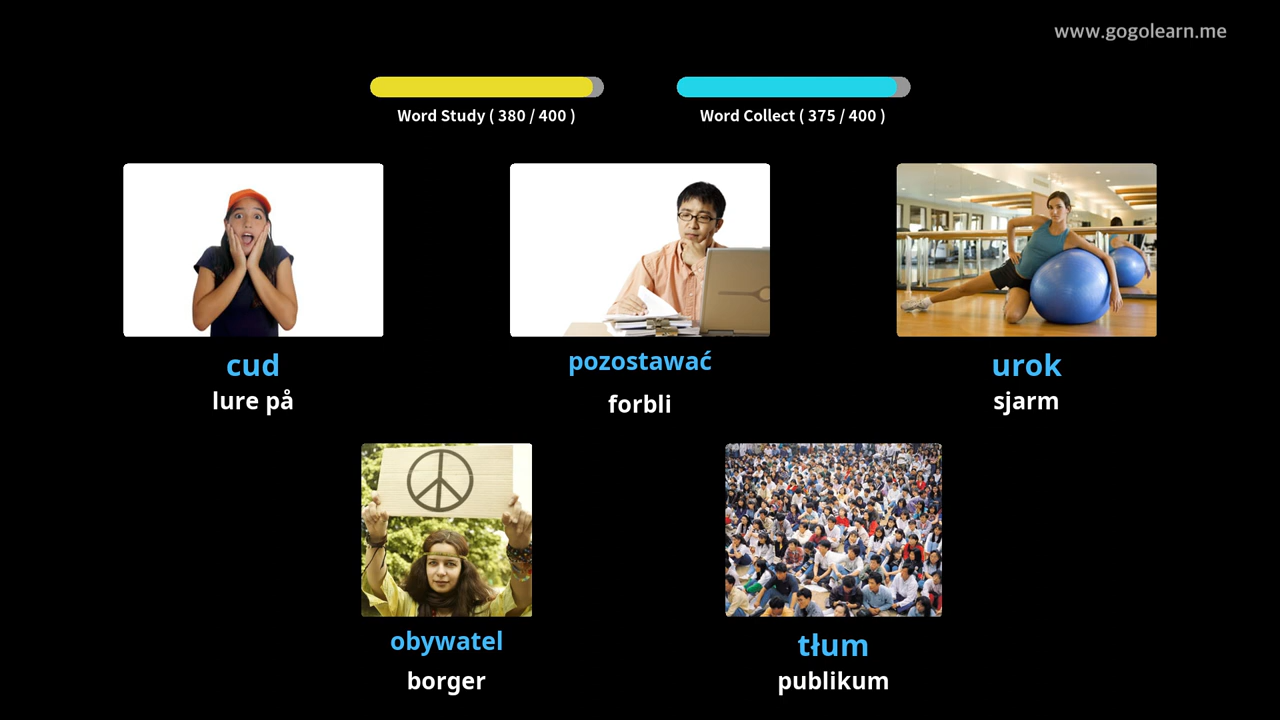 www.gogolearn.me
Word Study ( 380 / 400 )
Word Collect ( 375 / 400 )
cud
lure på
pozostawać
forbli
urok
sjarm
obywatel
borger
tłum
publikum